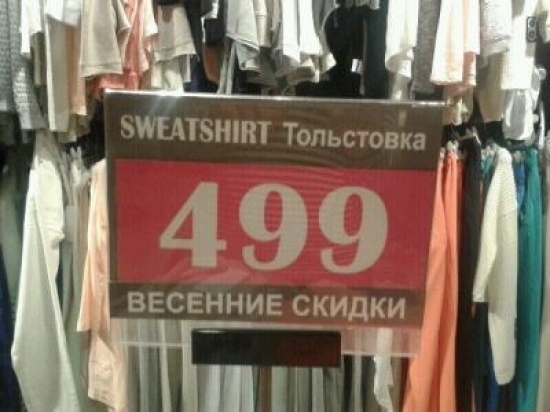 SWEATSHIRT Тольстовка
499
ВЕСЕННИЕ СКИДКИ